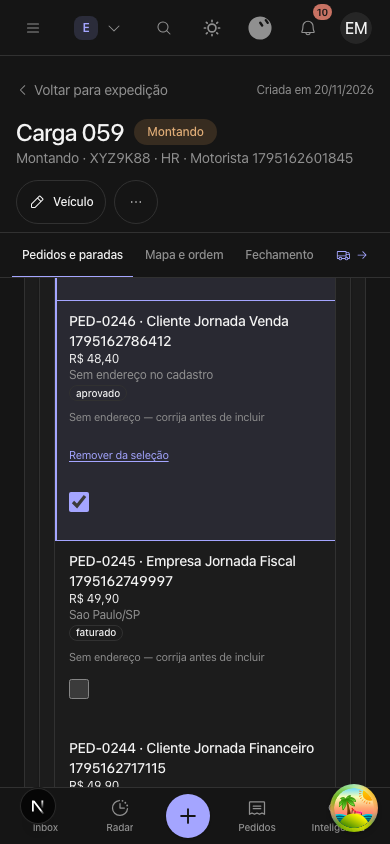 E
10
EM
Voltar para expedição
Criada em 20/11/2026
Carga 059
Montando
Montando · XYZ9K88 · HR · Motorista 1795162601845
Veículo
Pedidos e paradas
Mapa e ordem
Fechamento
PED-0246 · Cliente Jornada Venda
1795162786412
R$ 48,40
Sem endereço no cadastro
aprovado
Sem endereço — corrija antes de incluir
Remover da seleção
PED-0245 · Empresa Jornada Fiscal
1795162749997
R$ 49,90
Sao Paulo/SP
faturado
Sem endereço — corrija antes de incluir
PED-0244 · Cliente Jornada Financeiro
1795162717115
R$ 49,90
N
Inbox
Radar
Pedidos